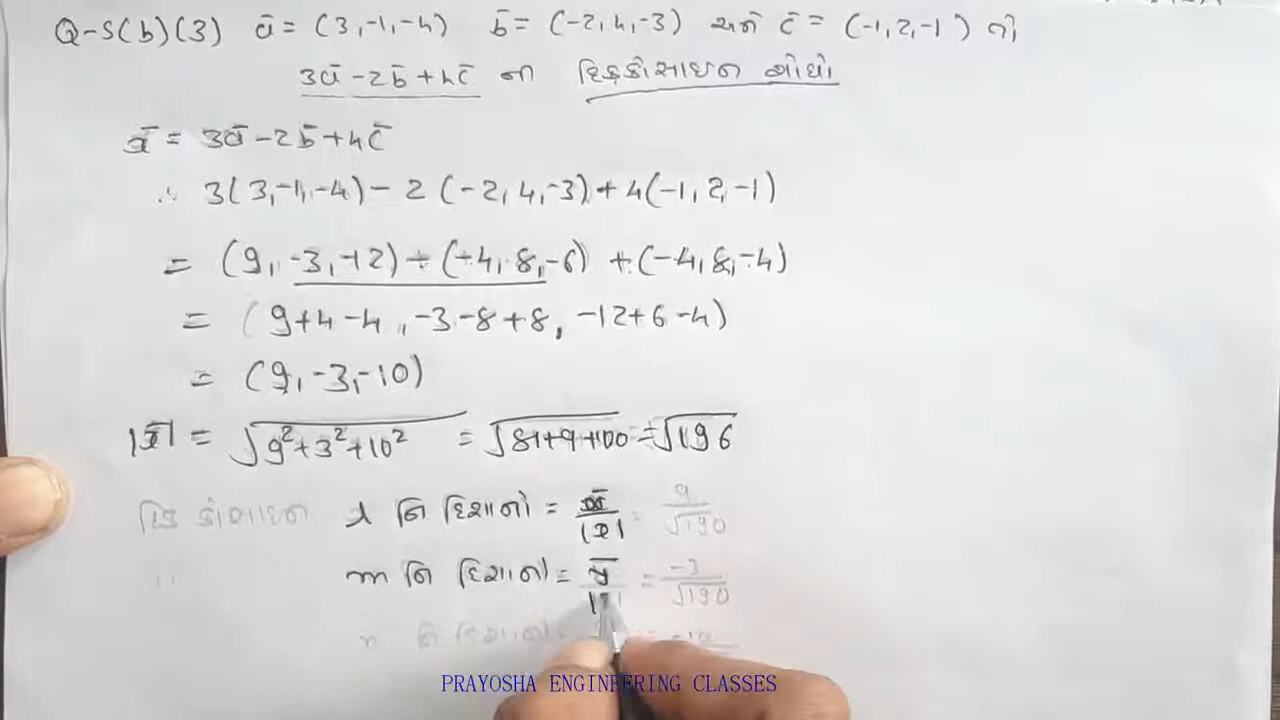 Q-5(b)(3) ā = (3,-1,-4) b̄ = (-2,4,-3) અને c̄ = (-1,2,-1) તો,
3ā-2b̄+4c̄ ના દિકકોસાઇન શોધો.
x̄ = 3ā-2b̄+4c̄
∴ 3(3,-1,-4) - 2(-2,4,-3) + 4(-1,2,-1)
= (9,-3,-12) - (-4,8,-6) + (-4,8,-4)
= (9+4-4, -3-8+8, -12+6-4)
= (9,-3,-10)
|x̄| = √9²+3²+10² = √81+9+100 = √196
દિક કોસાઇન l ની દિશાનો = x̄/|x| = 9/√190
m ની દિશાનો = ȳ/| | = -3/√190
n ની દિશાનો = = -10
PRAYOSHA ENGINEERING CLASSES